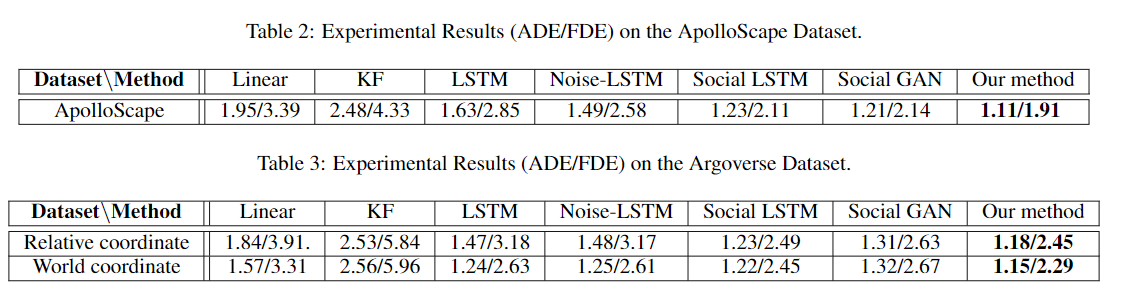 Table 2: Experimental Results (ADE/FDE) on the ApolloScape Dataset.
Dataset\Method Linear KF LSTM Noise-LSTM Social LSTM Social GAN Our method
ApolloScape 1.95/3.39 2.48/4.33 1.63/2.85 1.49/2.58 1.23/2.11 1.21/2.14 1.11/1.91
Table 3: Experimental Results (ADE/FDE) on the Argoverse Dataset.
Dataset\Method Linear KF LSTM Noise-LSTM Social LSTM Social GAN Our method
Relative coordinate 1.84/3.91. 2.53/5.84 1.47/3.18 1.48/3.17 1.23/2.49 1.31/2.63 1.18/2.45
World coordinate 1.57/3.31 2.56/5.96 1.24/2.63 1.25/2.61 1.22/2.45 1.32/2.67 1.15/2.29